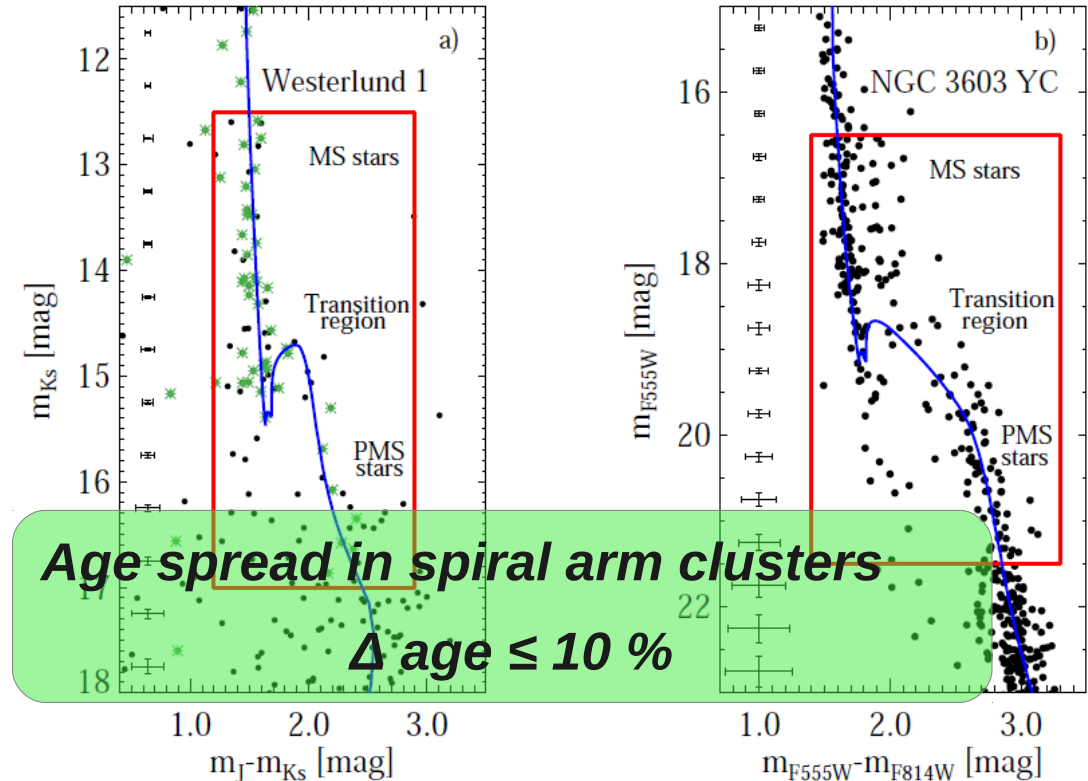 a)
Westerlund 1
MS stars
Transition
region
PMS
stars
12
13
14
15
16
17
18
m_Ks [mag]
1.0 2.0 3.0
m_J-m_Ks [mag]
b)
NGC 3603 YC
MS stars
Transition
region
PMS
stars
16
18
20
22
m_F555W [mag]
1.0 2.0 3.0
m_F555W-m_F814W [mag]
Age spread in spiral arm clusters
Δ age ≤ 10 %